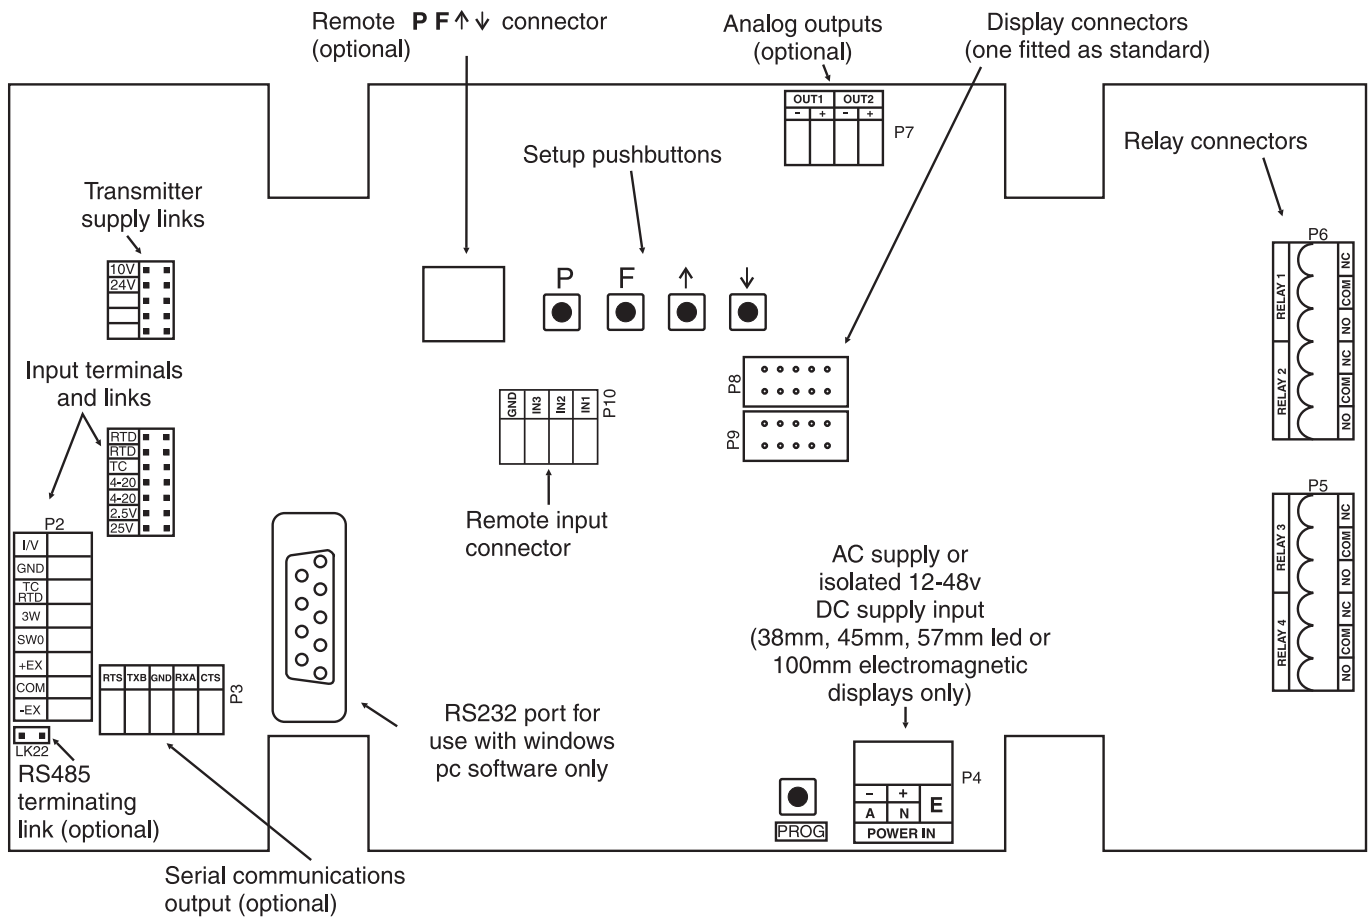 Remote P F ↑ ↓ connector
(optional)
Analog outputs
(optional)
Display connectors
(one fitted as standard)
OUT1 OUT2
- + - +
P7
Setup pushbuttons
Relay connectors
Transmitter
supply links
10V
24V
P F ↑ ↓
P6
RELAY 1
RELAY 2
NC
COM
NO
NC
COM
NO
Input terminals
and links
RTD
RTD
TC
4-20
4-20
2.5V
25V
GND IN3 IN2 IN1
P10
P8
P9
Remote input
connector
P5
RELAY 3
RELAY 4
NC
COM
NO
NC
COM
NO
P2
I/V
GND
TC
RTD
3W
SW0
+EX
COM
-EX
LK22
RTS TXB GND RXA CTS
P3
AC supply or
isolated 12-48v
DC supply input
(38mm, 45mm, 57mm led or
100mm electromagnetic
displays only)
RS232 port for
use with windows
pc software only
RS485
terminating
link (optional)
PROG
- +
A N E
POWER IN
P4
Serial communications
output (optional)